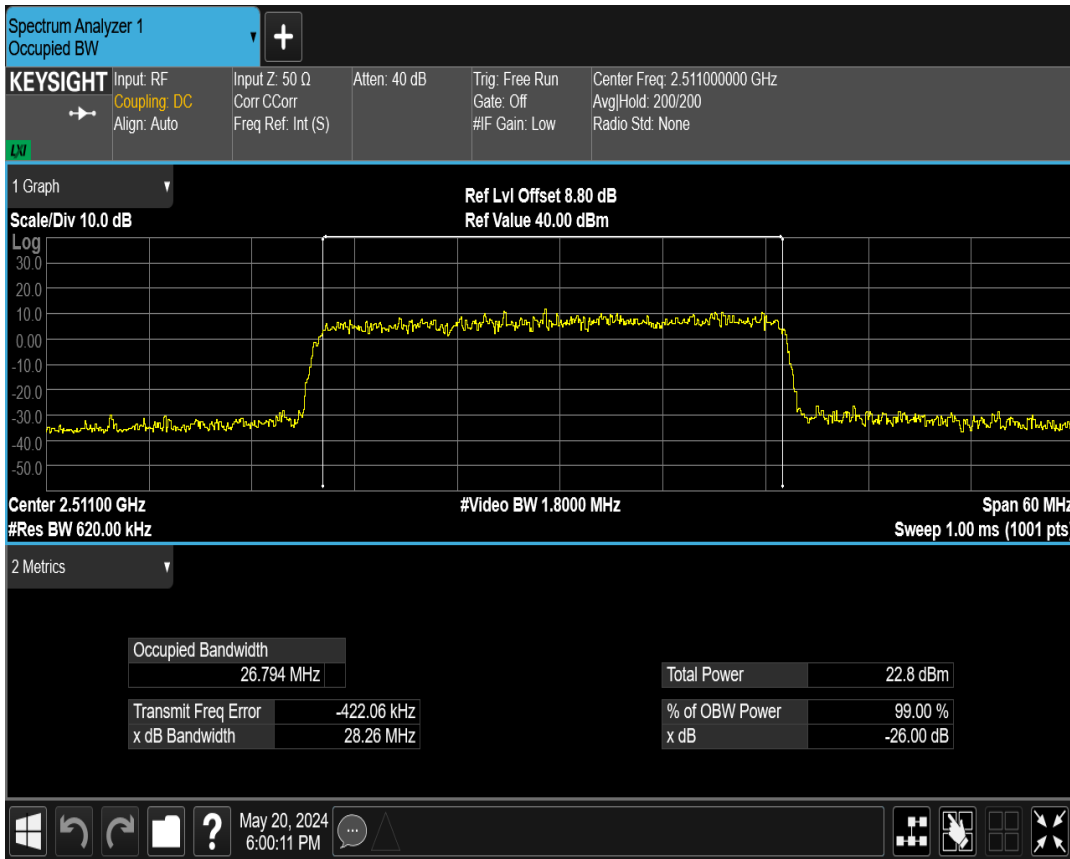 Spectrum Analyzer 1
Occupied BW
KEYSIGHT
LXI
Input: RF
Coupling: DC
Align: Auto
Input Z: 50 Ω
Corr CCorr
Freq Ref: Int (S)
Atten: 40 dB
Trig: Free Run
Gate: Off
#IF Gain: Low
Center Freq: 2.511000000 GHz
Avg|Hold: 200/200
Radio Std: None
1 Graph
Scale/Div 10.0 dB
Ref Lvl Offset 8.80 dB
Ref Value 40.00 dBm
Log
30.0
20.0
10.0
0.00
-10.0
-20.0
-30.0
-40.0
-50.0
Center 2.51100 GHz
#Res BW 620.00 kHz
#Video BW 1.8000 MHz
Span 60 MHz
Sweep 1.00 ms (1001 pts)
2 Metrics
Occupied Bandwidth
26.794 MHz
Transmit Freq Error -422.06 kHz
x dB Bandwidth 28.26 MHz
Total Power 22.8 dBm
% of OBW Power 99.00 %
x dB -26.00 dB
?
May 20, 2024
6:00:11 PM